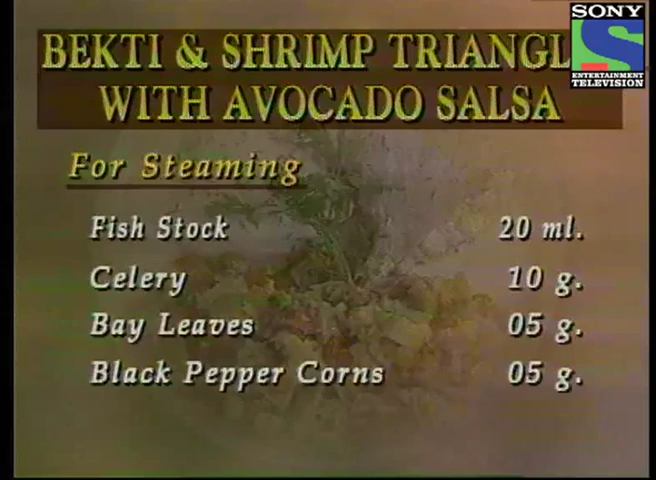 SONY
ENTERTAINMENT
TELEVISION
BEKTI & SHRIMP TRIANGL
WITH AVOCADO SALSA
For Steaming
Fish Stock 20 ml.
Celery 10 g.
Bay Leaves 05 g.
Black Pepper Corns 05 g.